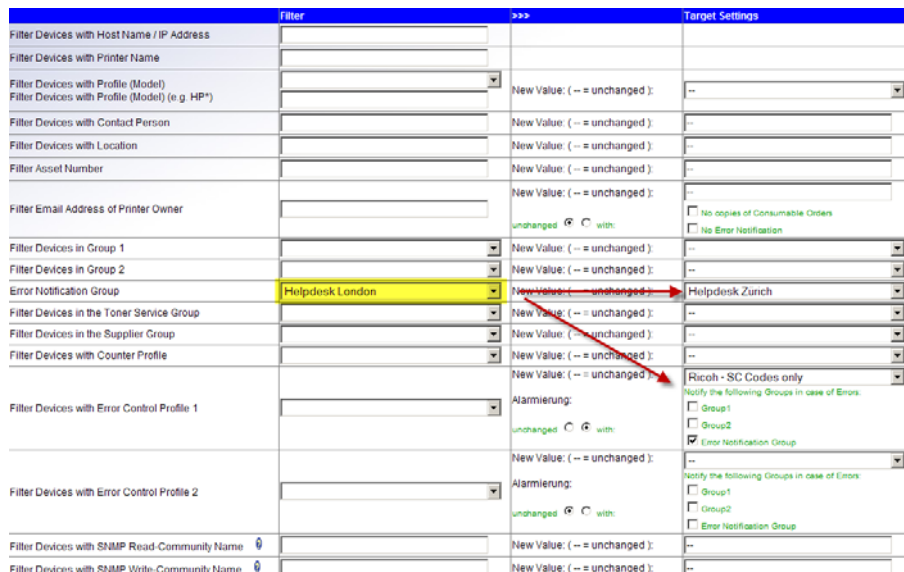 Filter >>> Target Settings
Filter Devices with Host Name / IP Address
Filter Devices with Printer Name
Filter Devices with Profile (Model)
Filter Devices with Profile (Model) (e.g. HP*) New Value: ( -- = unchanged ): --
Filter Devices with Contact Person New Value: ( -- = unchanged ): --
Filter Devices with Location New Value: ( -- = unchanged ): --
Filter Asset Number New Value: ( -- = unchanged ): --
New Value: ( -- = unchanged ): --
Filter Email Address of Printer Owner
unchanged with: No copies of Consumable Orders
No Error Notification
Filter Devices in Group 1 New Value: ( -- = unchanged ): --
Filter Devices in Group 2 New Value: ( -- = unchanged ): --
Error Notification Group Helpdesk London New Value: ( -- = unchanged ): Helpdesk Zürich
Filter Devices in the Toner Service Group New Value: ( -- = unchanged ): --
Filter Devices in the Supplier Group New Value: ( -- = unchanged ): --
Filter Devices with Counter Profile New Value: ( -- = unchanged ): --
New Value: ( -- = unchanged ): Ricoh - SC Codes only
Notify the following Groups in case of Errors:
Filter Devices with Error Control Profile 1 Alarmierung: Group1
Group2
unchanged with: Error Notification Group
New Value: ( -- = unchanged ): --
Notify the following Groups in case of Errors:
Filter Devices with Error Control Profile 2 Alarmierung: Group1
Group2
unchanged with: Error Notification Group
Filter Devices with SNMP Read-Community Name New Value: ( -- = unchanged ): --
Filter Devices with SNMP Write-Community Name New Value: ( -- = unchanged ): --